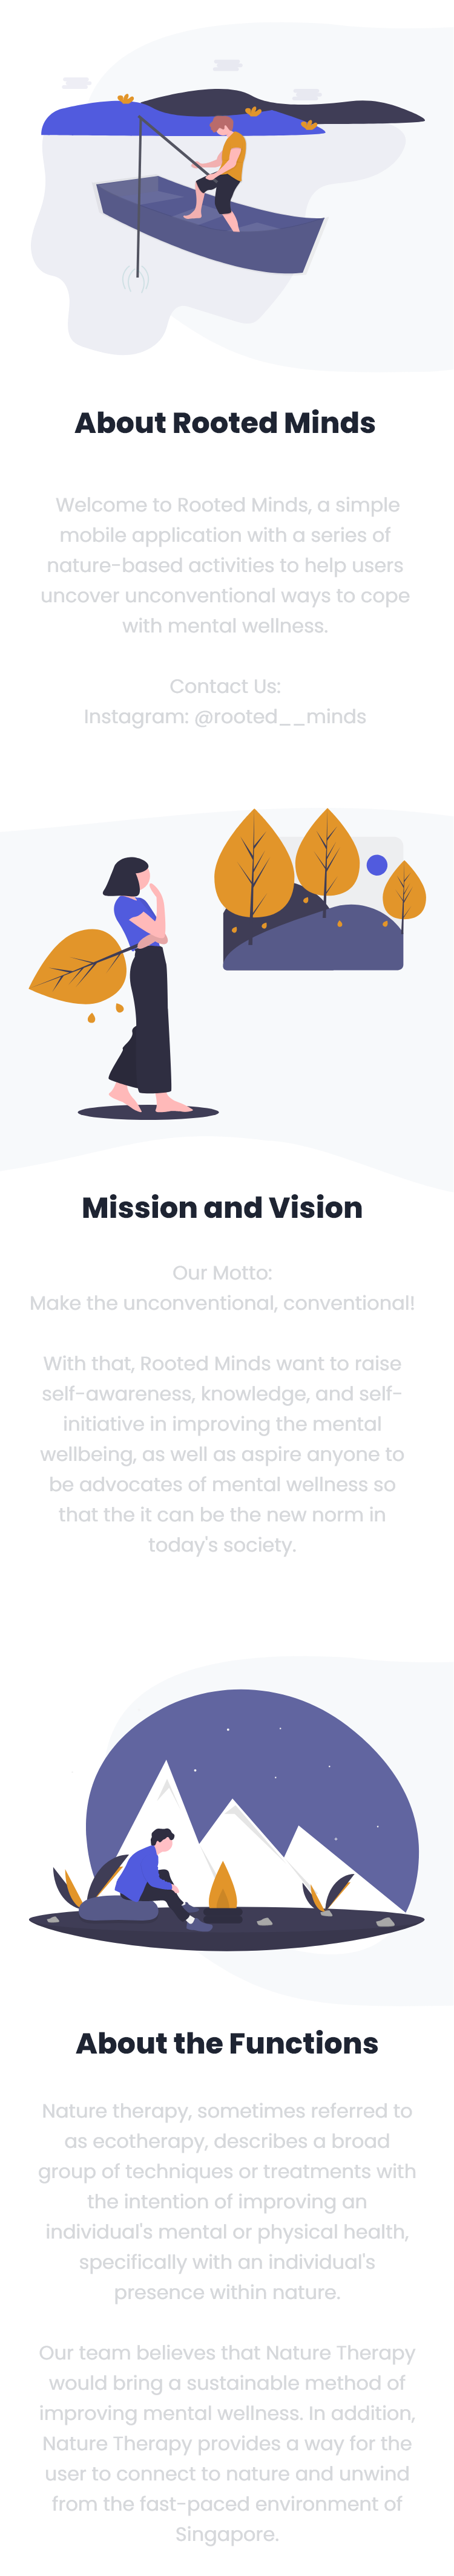 About Rooted Minds
Welcome to Rooted Minds, a simple
mobile application with a series of
nature-based activities to help users
uncover unconventional ways to cope
with mental wellness.
Contact Us:
Instagram: @rooted__minds
Mission and Vision
Our Motto:
Make the unconventional, conventional!
With that, Rooted Minds want to raise
self-awareness, knowledge, and self-
initiative in improving the mental
wellbeing, as well as aspire anyone to
be advocates of mental wellness so
that the it can be the new norm in
today's society.
About the Functions
Nature therapy, sometimes referred to
as ecotherapy, describes a broad
group of techniques or treatments with
the intention of improving an
individual's mental or physical health,
specifically with an individual's
presence within nature.
Our team believes that Nature Therapy
would bring a sustainable method of
improving mental wellness. In addition,
Nature Therapy provides a way for the
user to connect to nature and unwind
from the fast-paced environment of
Singapore.